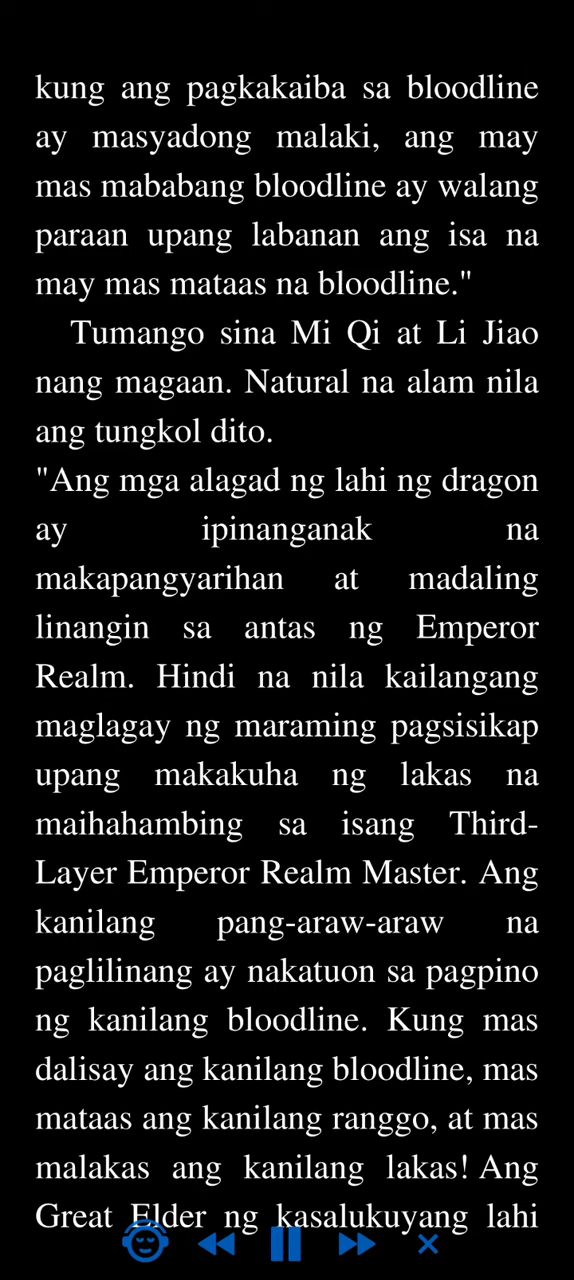 kung ang pagkakaiba sa bloodline
ay masyadong malaki, ang may
mas mababang bloodline ay walang
paraan upang labanan ang isa na
may mas mataas na bloodline."
Tumango sina Mi Qi at Li Jiao
nang magaan. Natural na alam nila
ang tungkol dito.
"Ang mga alagad ng lahi ng dragon
ay ipinanganak na
makapangyarihan at madaling
linangin sa antas ng Emperor
Realm. Hindi na nila kailangang
maglagay ng maraming pagsisikap
upang makakuha ng lakas na
maihahambing sa isang Third-
Layer Emperor Realm Master. Ang
kanilang pang-araw-araw na
paglilinang ay nakatuon sa pagpino
ng kanilang bloodline. Kung mas
dalisay ang kanilang bloodline, mas
mataas ang kanilang ranggo, at mas
malakas ang kanilang lakas! Ang
Great Elder ng kasalukuyang lahi